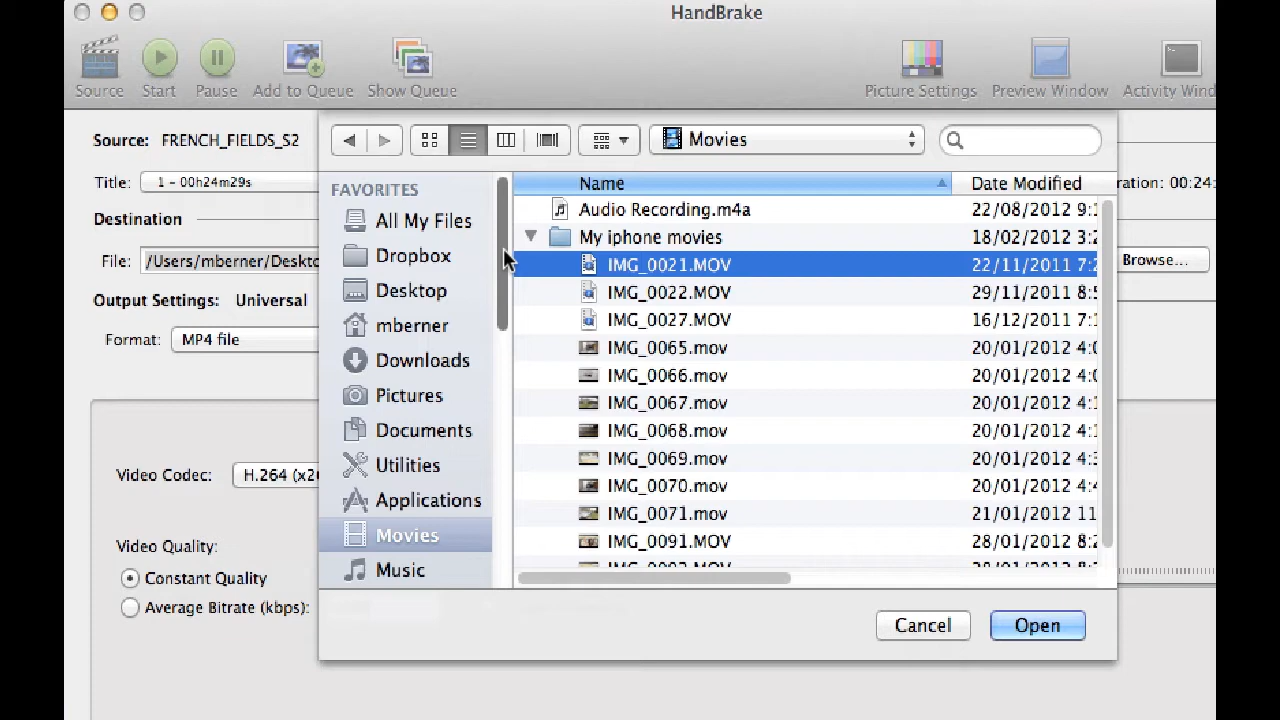 HandBrake
Source Start Pause Add to Queue Show Queue Picture Settings Preview Window Activity Wind
Source: FRENCH_FIELDS_S2
Movies
Title: 1 - 00h24m29s
FAVORITES
Name
Date Modified
ration: 00:24:
Destination
All My Files
Audio Recording.m4a 22/08/2012 9:1
My iphone movies 18/02/2012 3:2
File: /Users/mberner/Deskto
Dropbox
IMG_0021.MOV 22/11/2011 7:2
Browse...
Output Settings: Universal
Desktop
IMG_0022.MOV 29/11/2011 8:5
mberner
IMG_0027.MOV 16/12/2011 7:1
Format: MP4 file
Downloads
IMG_0065.mov 20/01/2012 4:0
IMG_0066.mov 20/01/2012 4:
Pictures
IMG_0067.mov 20/01/2012 4:1
Documents
IMG_0068.mov 20/01/2012 4:1
Utilities
IMG_0069.mov 20/01/2012 4:3
Video Codec: H.264 (x2
IMG_0070.mov 20/01/2012 4:4
Applications
IMG_0071.mov 21/01/2012 11
Movies
IMG_0091.MOV 28/01/2012 8:2
Video Quality:
Music
Constant Quality
Average Bitrate (kbps):
Cancel Open